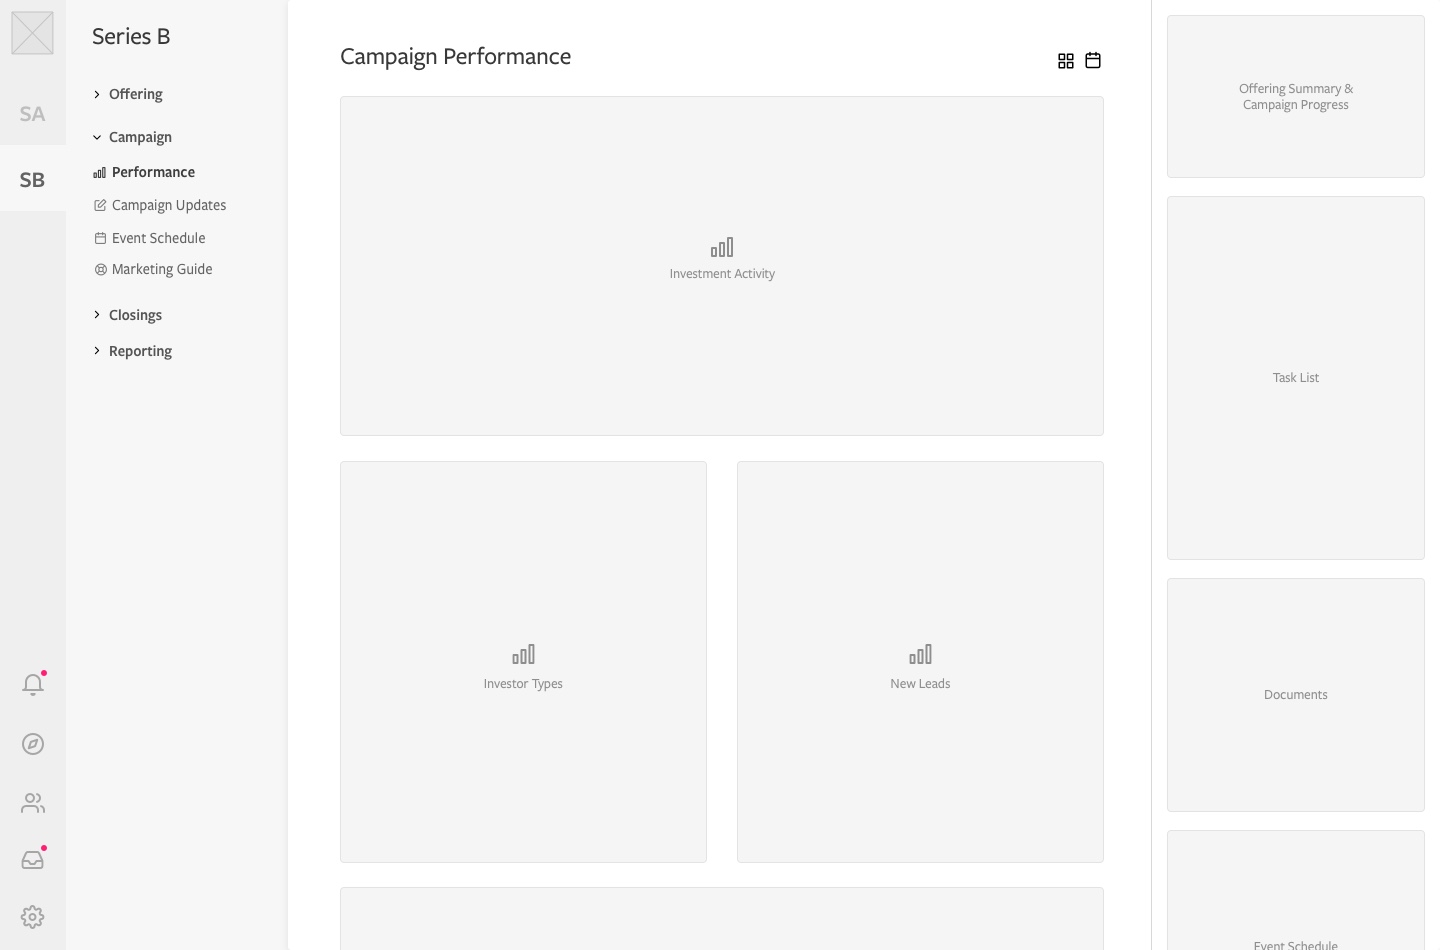 SA
SB
Series B
Offering
Campaign
Performance
Campaign Updates
Event Schedule
Marketing Guide
Closings
Reporting
Campaign Performance
Investment Activity
Investor Types
New Leads
Offering Summary &
Campaign Progress
Task List
Documents
Event Schedule